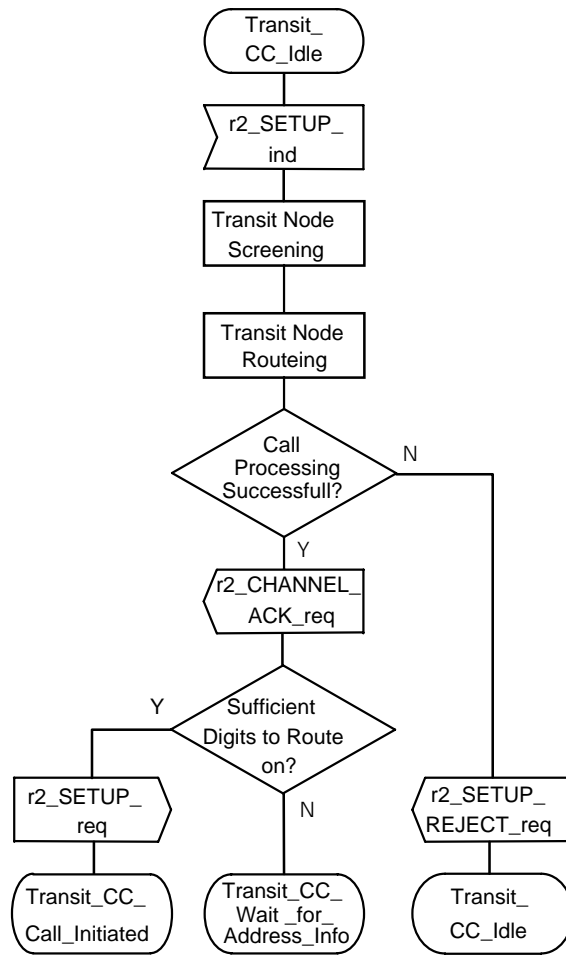 Transit_
CC_Idle
r2_SETUP_
ind
Transit Node
Screening
Transit Node
Routeing
Call
Processing
Successfull?
N
Y
r2_CHANNEL_
ACK_req
Y
Sufficient
Digits to Route
on?
N
r2_SETUP_
req
r2_SETUP_
REJECT_req
Transit_CC_
Call_Initiated
Transit_CC_
Wait _for_
Address_Info
Transit_
CC_Idle